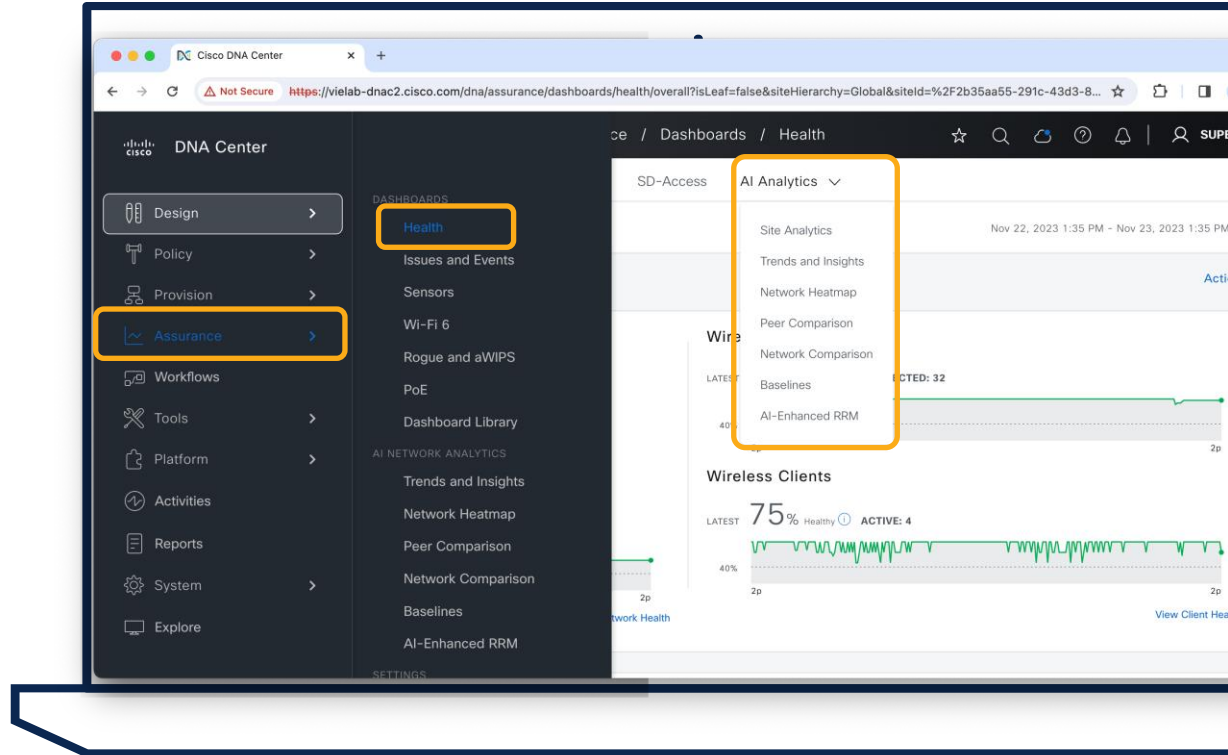 Cisco DNA Center
Not Secure https://vielab-dnac2.cisco.com/dna/assurance/dashboards/health/overall?isLeaf=false&siteHierarchy=Global&siteId=%2F2b35aa55-291c-43d3-8...
cisco DNA Center
ce / Dashboards / Health
SUPE
SD-Access
AI Analytics
Nov 22, 2023 1:35 PM - Nov 23, 2023 1:35 PM
Acti
Design
Policy
Provision
Assurance
Workflows
Tools
Platform
Activities
Reports
System
Explore
DASHBOARDS
Health
Issues and Events
Sensors
Wi-Fi 6
Rogue and aWIPS
PoE
Dashboard Library
AI NETWORK ANALYTICS
Trends and Insights
Network Heatmap
Peer Comparison
Network Comparison
Baselines
AI-Enhanced RRM
SETTINGS
Site Analytics
Trends and Insights
Network Heatmap
Peer Comparison
Network Comparison
Baselines
AI-Enhanced RRM
Wire
LATEST
CTED: 32
40%
2p
2p
Wireless Clients
LATEST 75% Healthy ACTIVE: 4
40%
2p
2p
2p
twork Health
View Client Hea